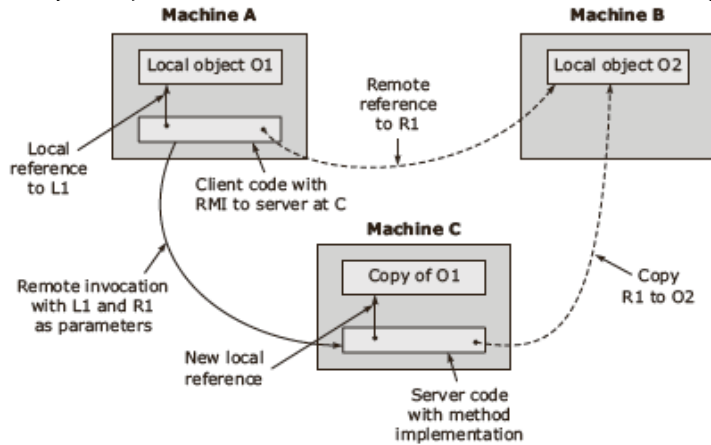 Machine A
Machine B
Local object O1
Local object O2
Remote
reference
to R1
Local
reference
to L1
Client code with
RMI to server at C
Machine C
Copy of O1
Remote invocation
with L1 and R1
as parameters
Copy
R1 to O2
New local
reference
Server code
with method
implementation